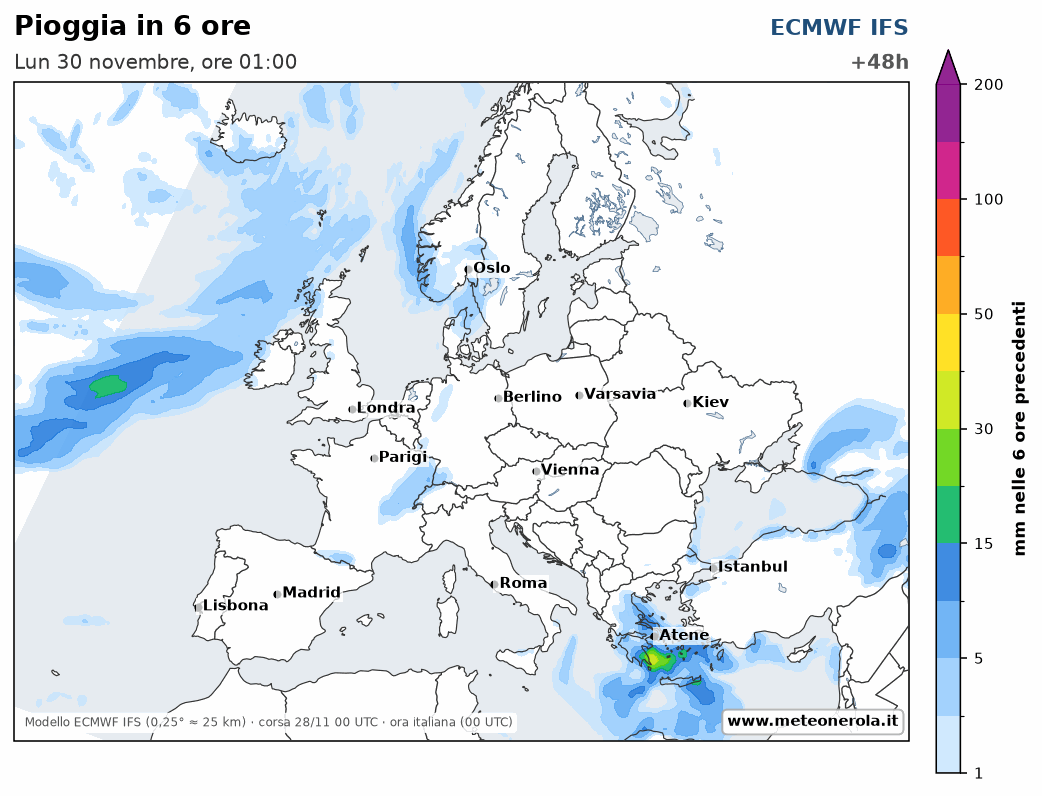 Pioggia in 6 ore
ECMWF IFS
Lun 30 novembre, ore 01:00
+48h
200
100
50
30
15
5
1
mm nelle 6 ore precedenti
Oslo
Berlino
Varsavia
Kiev
Londra
Parigi
Vienna
Istanbul
Roma
Madrid
Lisbona
Atene
Modello ECMWF IFS (0,25° ≈ 25 km) · corsa 28/11 00 UTC · ora italiana (00 UTC)
www.meteonerola.it